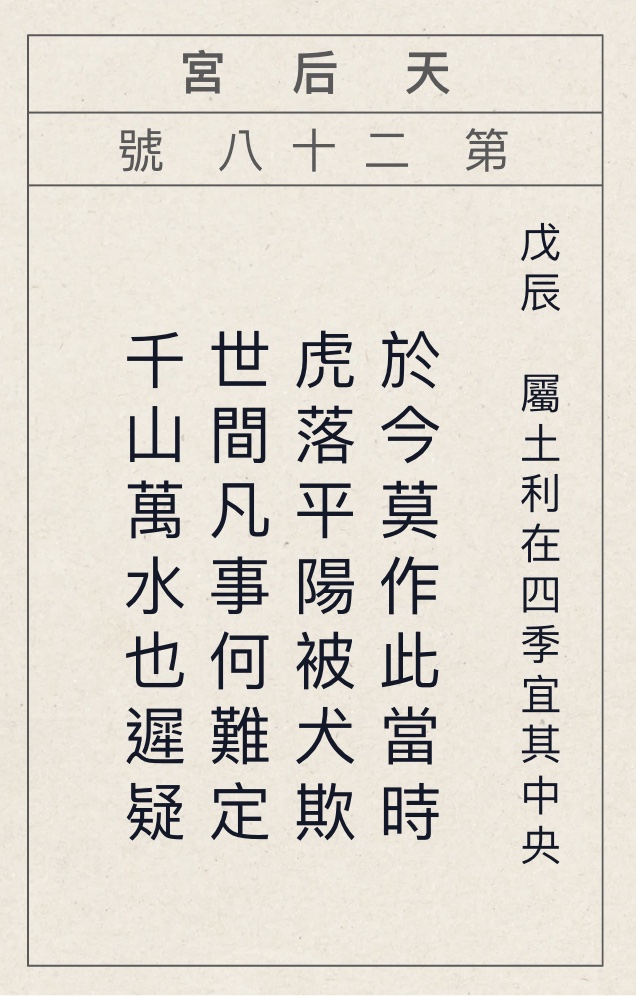 天后宮
第二十八號
戊辰　屬土利在四季宜其中央
於今莫作此當時
虎落平陽被犬欺
世間凡事何難定
千山萬水也遲疑